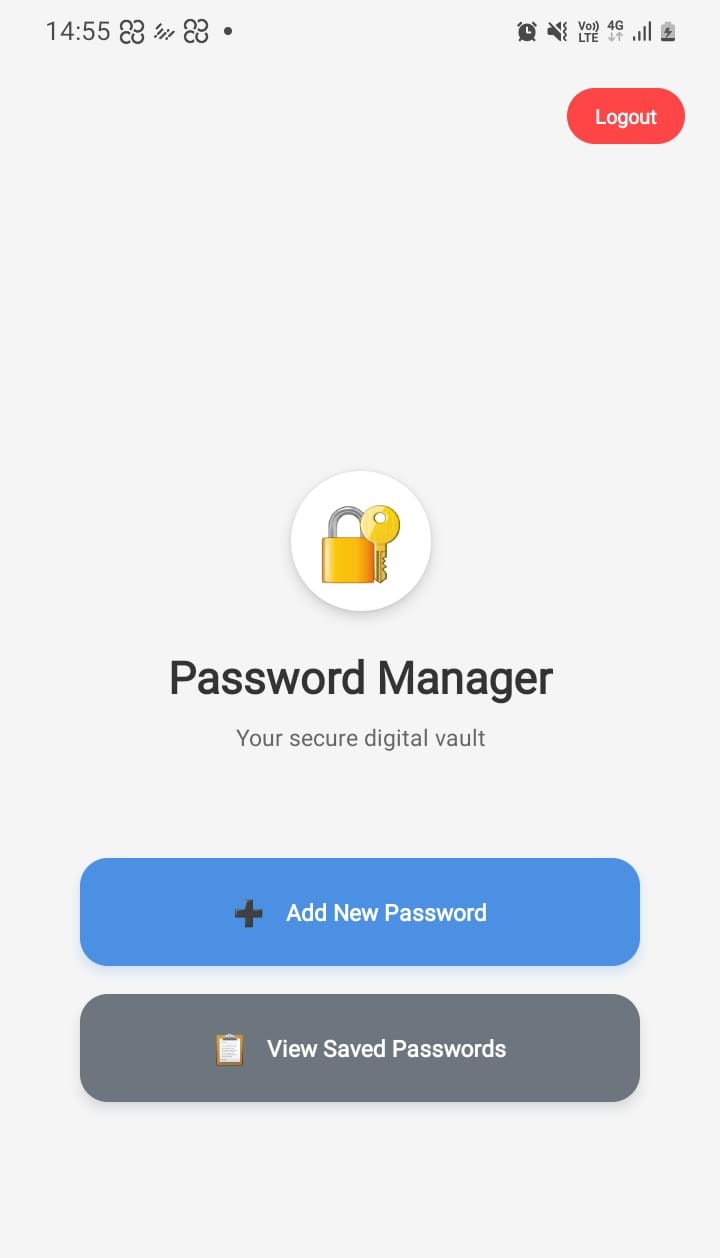 14:55
Vo)) LTE 4G
Logout
Password Manager
Your secure digital vault
Add New Password
View Saved Passwords